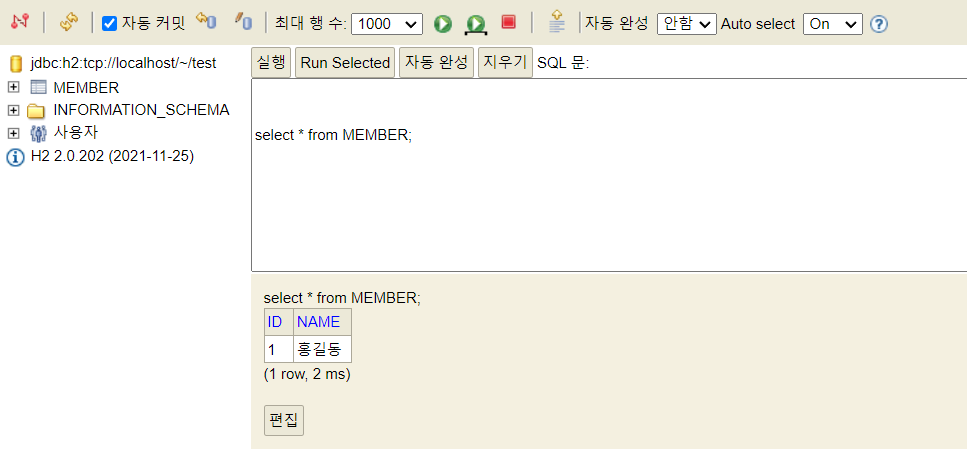 자동 커밋 최대 행 수: 1000 자동 완성 안함 Auto select On
jdbc:h2:tcp://localhost/~/test
MEMBER
INFORMATION_SCHEMA
사용자
H2 2.0.202 (2021-11-25)
실행 Run Selected 자동 완성 지우기 SQL 문:
select * from MEMBER;
select * from MEMBER;
ID NAME
1 홍길동
(1 row, 2 ms)
편집